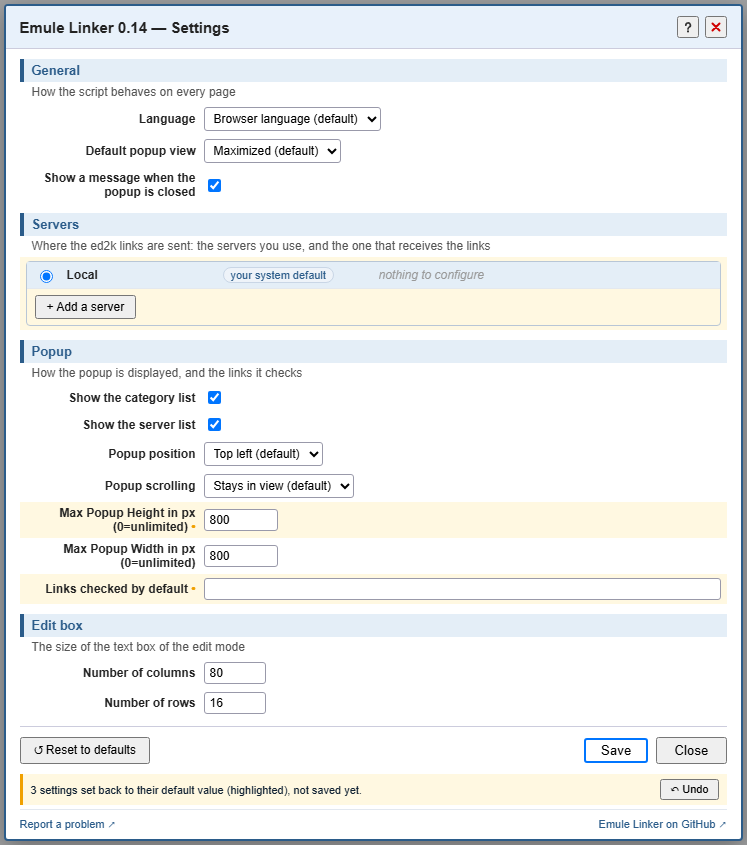 Emule Linker 0.14 — Settings
?
✕
General
How the script behaves on every page
Language
Browser language (default)
Default popup view
Maximized (default)
Show a message when the
popup is closed
Servers
Where the ed2k links are sent: the servers you use, and the one that receives the links
Local
your system default
nothing to configure
+ Add a server
Popup
How the popup is displayed, and the links it checks
Show the category list
Show the server list
Popup position
Top left (default)
Popup scrolling
Stays in view (default)
Max Popup Height in px
(0=unlimited) •
800
Max Popup Width in px
(0=unlimited)
800
Links checked by default •
Edit box
The size of the text box of the edit mode
Number of columns
80
Number of rows
16
↺ Reset to defaults
Save
Close
3 settings set back to their default value (highlighted), not saved yet.
↶ Undo
Report a problem ↗
Emule Linker on GitHub ↗